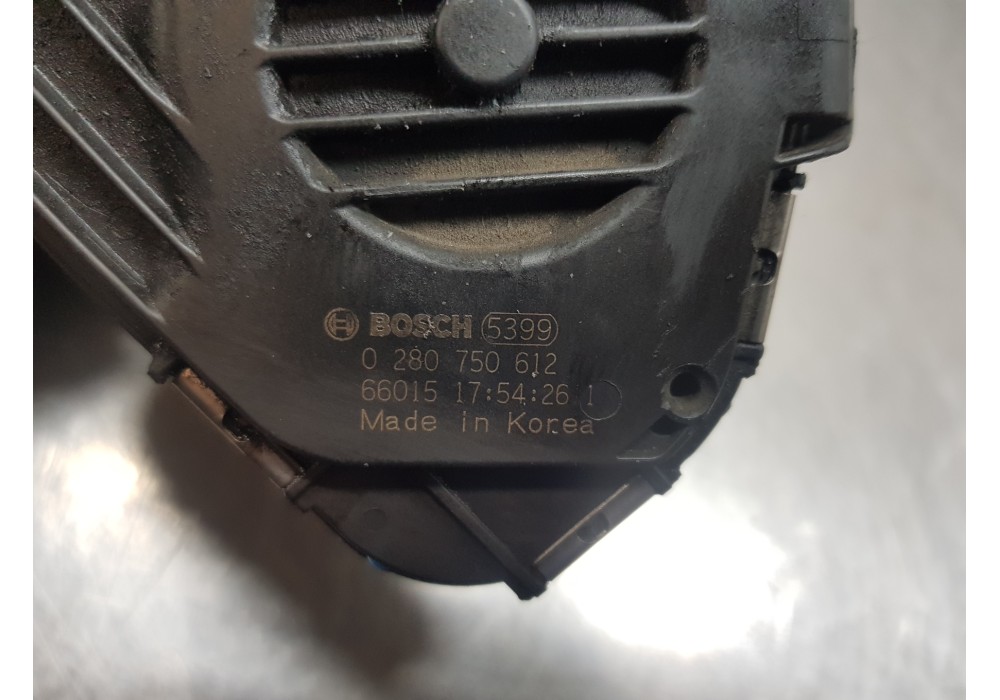 BOSCH 5399
0 280 750 612
66015 17:54:26 1
Made in Korea